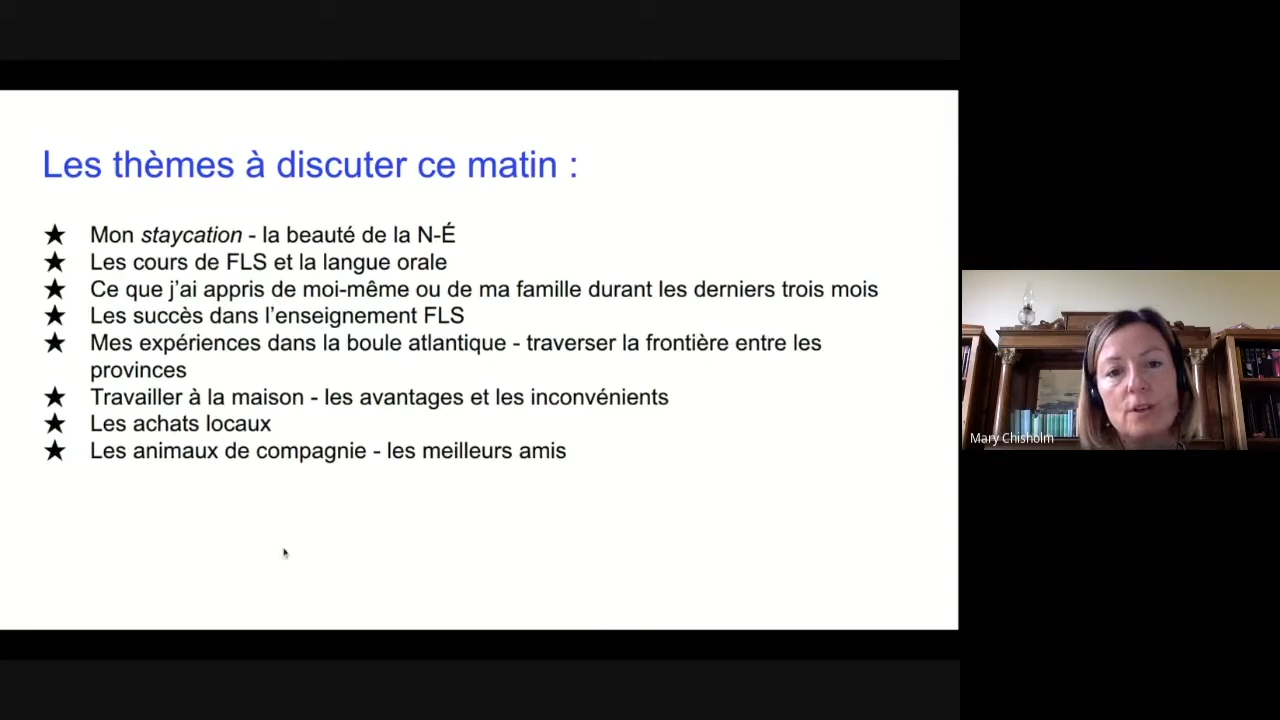 Les thèmes à discuter ce matin :
★ Mon staycation - la beauté de la N-É
★ Les cours de FLS et la langue orale
★ Ce que j'ai appris de moi-même ou de ma famille durant les derniers trois mois
★ Les succès dans l'enseignement FLS
★ Mes expériences dans la boule atlantique - traverser la frontière entre les
provinces
★ Travailler à la maison - les avantages et les inconvénients
★ Les achats locaux
★ Les animaux de compagnie - les meilleurs amis
Mary Chisholm